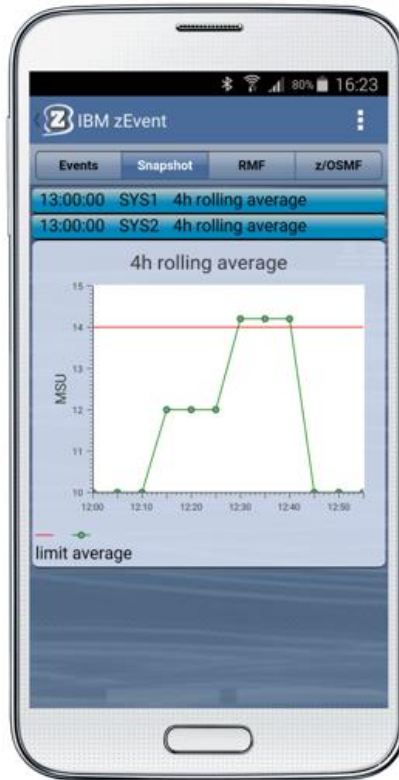 80% 16:23
Z IBM zEvent
Events Snapshot RMF z/OSMF
13:00:00 SYS1 4h rolling average
13:00:00 SYS2 4h rolling average
4h rolling average
15
14
12
11
10
MSU
12:00 12:10 12:20 12:30 12:40 12:50
limit average